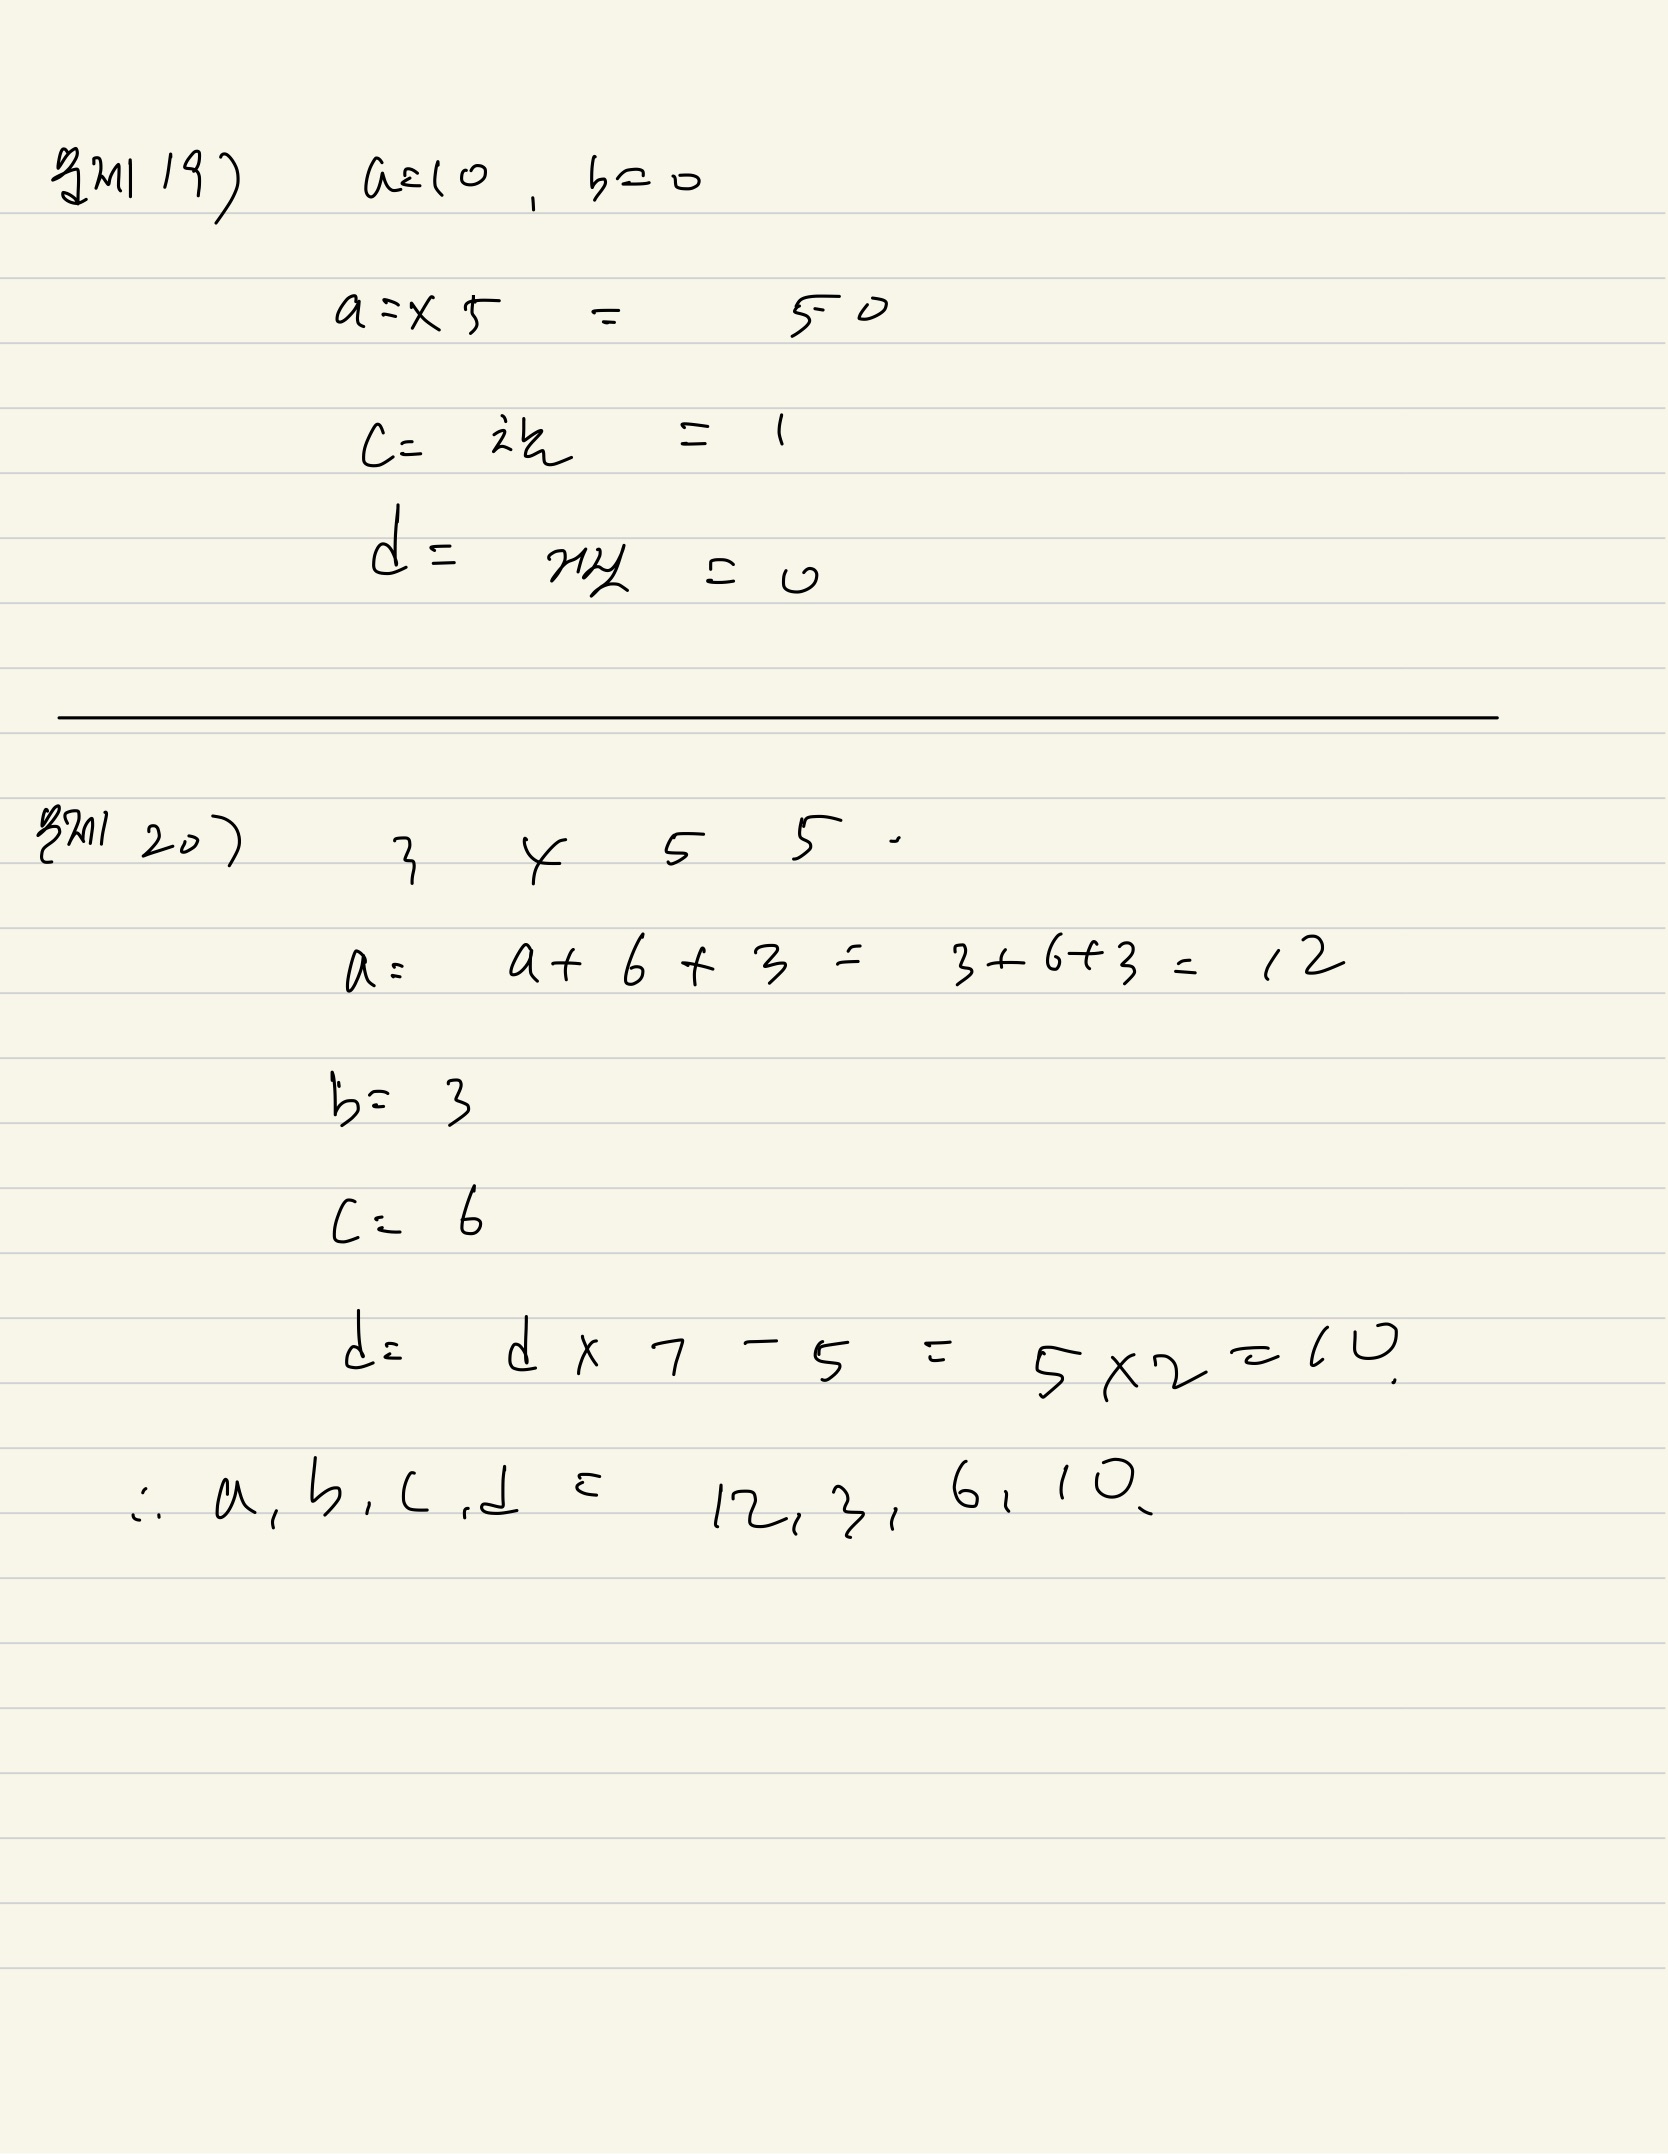 문제 19) a=10, b=0
a=x5 = 50
c= 참 = 1
d= 거짓 = 0
문제 20) 3 4 5 5.
a= a+6+3 = 3+6+3 = 12
b= 3
c= 6
d= d x 7 - 5 = 5x2 = 10.
∴ a, b, c, d = 12, 3, 6, 10.